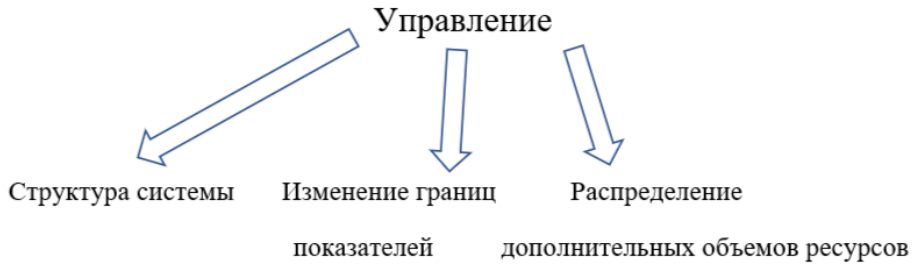 Управление
Структура системы
Изменение границ
показателей
Распределение
дополнительных объемов ресурсов